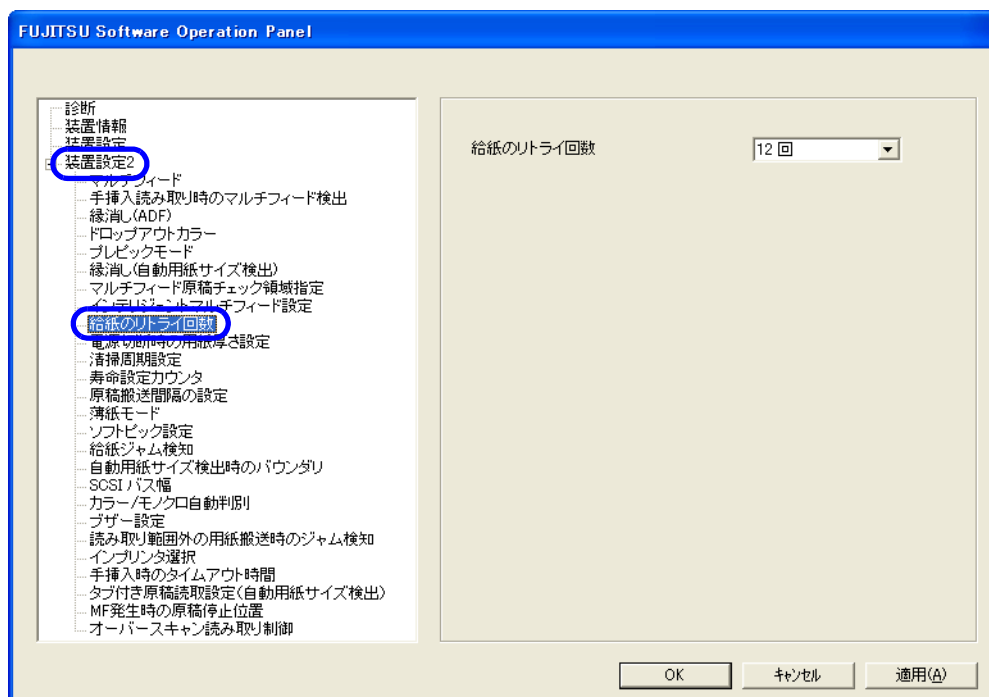 FUJITSU Software Operation Panel
診断
装置情報
装置設定
装置設定2
マルチフィード
手挿入読み取り時のマルチフィード検出
縁消し(ADF)
ドロップアウトカラー
プレピックモード
縁消し(自動用紙サイズ検出)
マルチフィード原稿チェック領域指定
インテリジェントマルチフィード設定
給紙のリトライ回数
電源切断時の用紙厚さ設定
清掃周期設定
寿命設定カウンタ
原稿搬送間隔の設定
薄紙モード
ソフトピック設定
給紙ジャム検知
自動用紙サイズ検出時のバウンダリ
SCSI バス幅
カラー/モノクロ自動判別
ブザー設定
読み取り範囲外の用紙搬送時のジャム検知
インプリンタ選択
手挿入時のタイムアウト時間
タブ付き原稿読取設定(自動用紙サイズ検出)
MF発生時の原稿停止位置
オーバースキャン読み取り制御
給紙のリトライ回数
12 回
OK
キャンセル
適用(A)